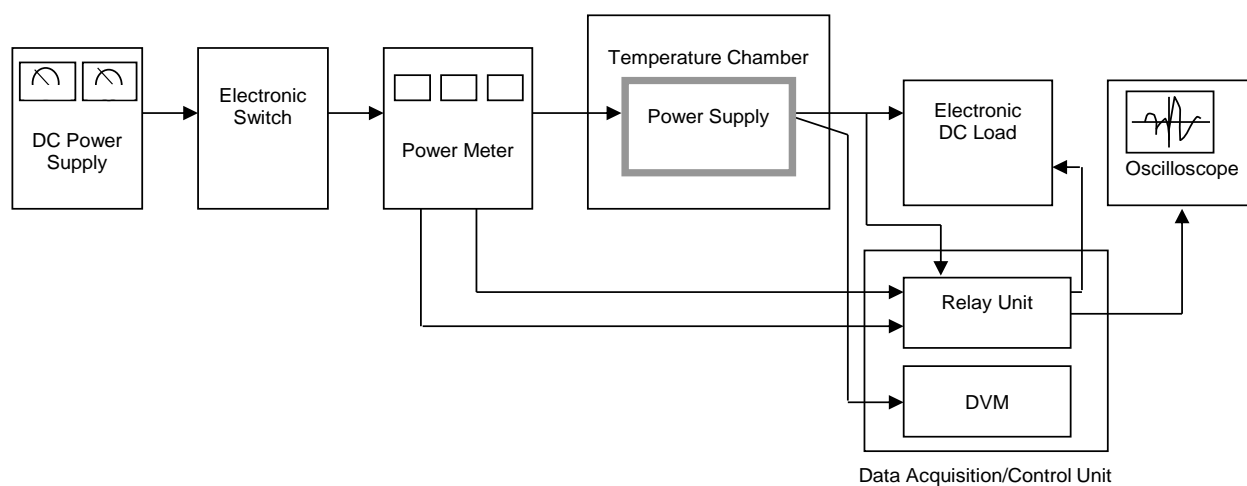 DC Power
Supply
Electronic
Switch
Power Meter
Temperature Chamber
Power Supply
Electronic
DC Load
Oscilloscope
Relay Unit
DVM
Data Acquisition/Control Unit